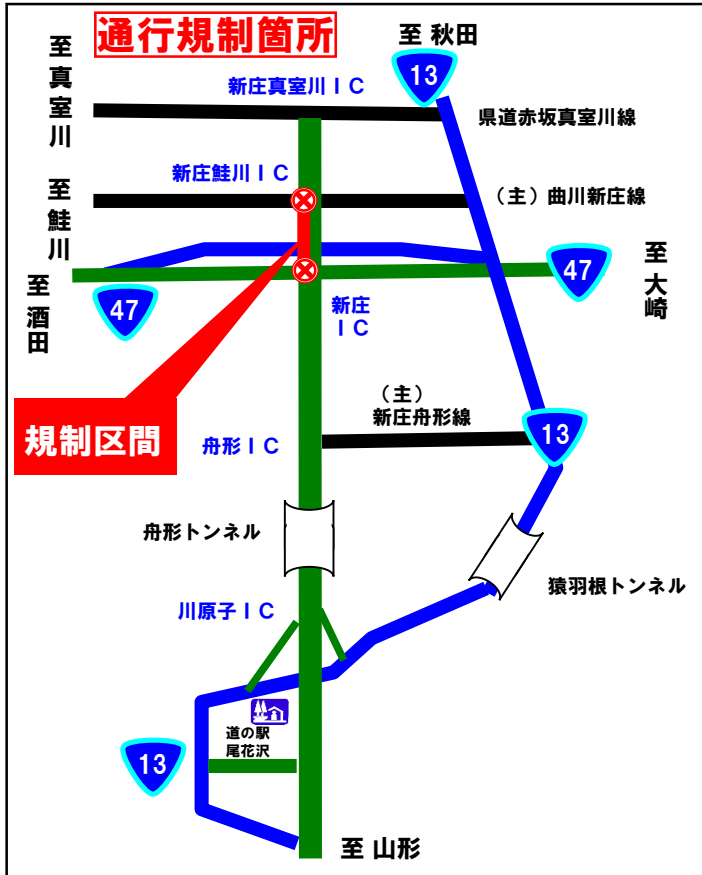 通行規制箇所
至 秋田
13
至真室川
新庄真室川ＩＣ
県道赤坂真室川線
至鮭川
新庄鮭川ＩＣ
（主）曲川新庄線
至酒田
47
47
至大崎
新庄
ＩＣ
規制区間
（主）
新庄舟形線
13
舟形ＩＣ
舟形トンネル
猿羽根トンネル
川原子ＩＣ
道の駅
尾花沢
13
至 山形